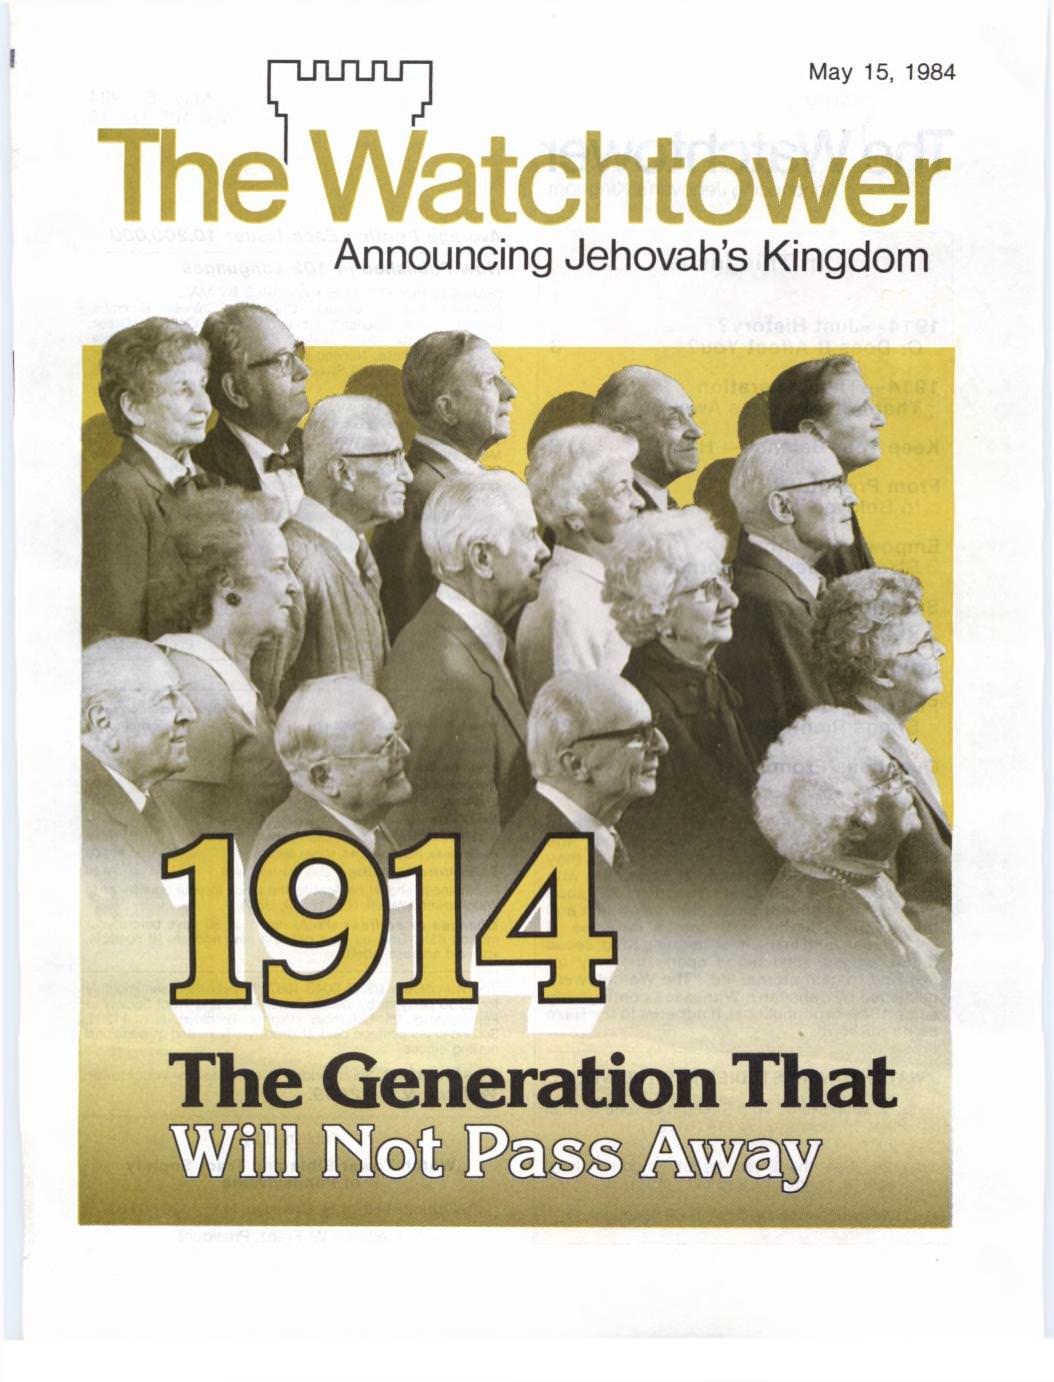 May 15, 1984
The Watchtower
Announcing Jehovah's Kingdom
1914
The Generation That
Will Not Pass Away